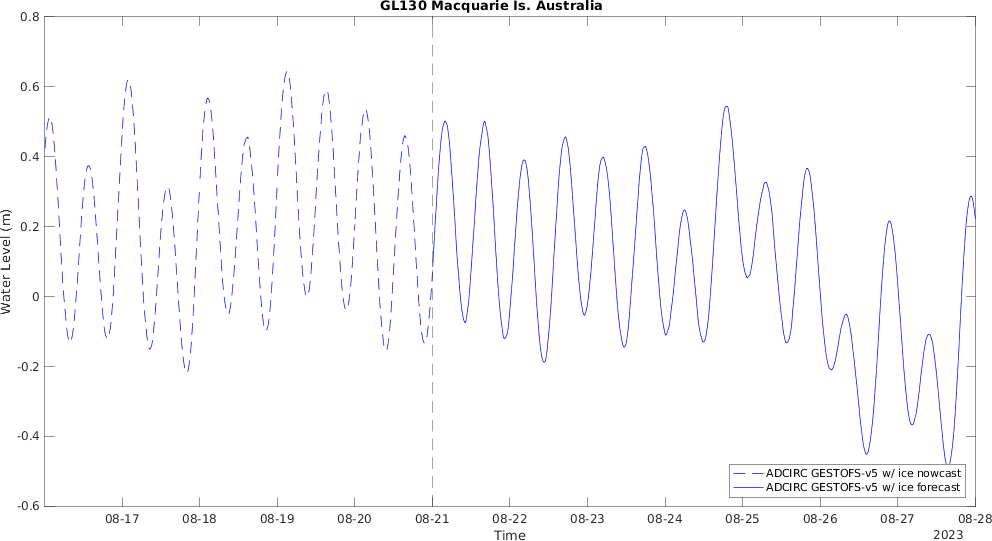 GL130 Macquarie Is. Australia
Water Level (m)
0.8
0.6
0.4
0.2
0
-0.2
-0.4
-0.6
ADCIRC GESTOFS-v5 w/ ice nowcast
ADCIRC GESTOFS-v5 w/ ice forecast
08-17 08-18 08-19 08-20 08-21 08-22 08-23 08-24 08-25 08-26 08-27 08-28
Time
2023